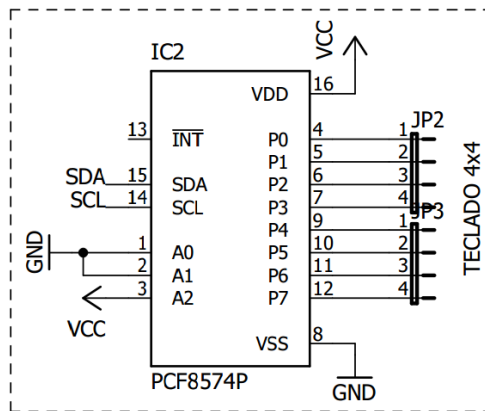 IC2
VCC
VDD 16
13 INT P0 4 1 JP2
P1 5 2
SDA 15 SDA P2 6 3
SCL 14 SCL P3 7 4
P4 9 1 JP3
GND 1 A0 P5 10 2
2 A1 P6 11 3
3 A2 P7 12 4
VCC
TECLADO 4x4
VSS 8
PCF8574P
GND